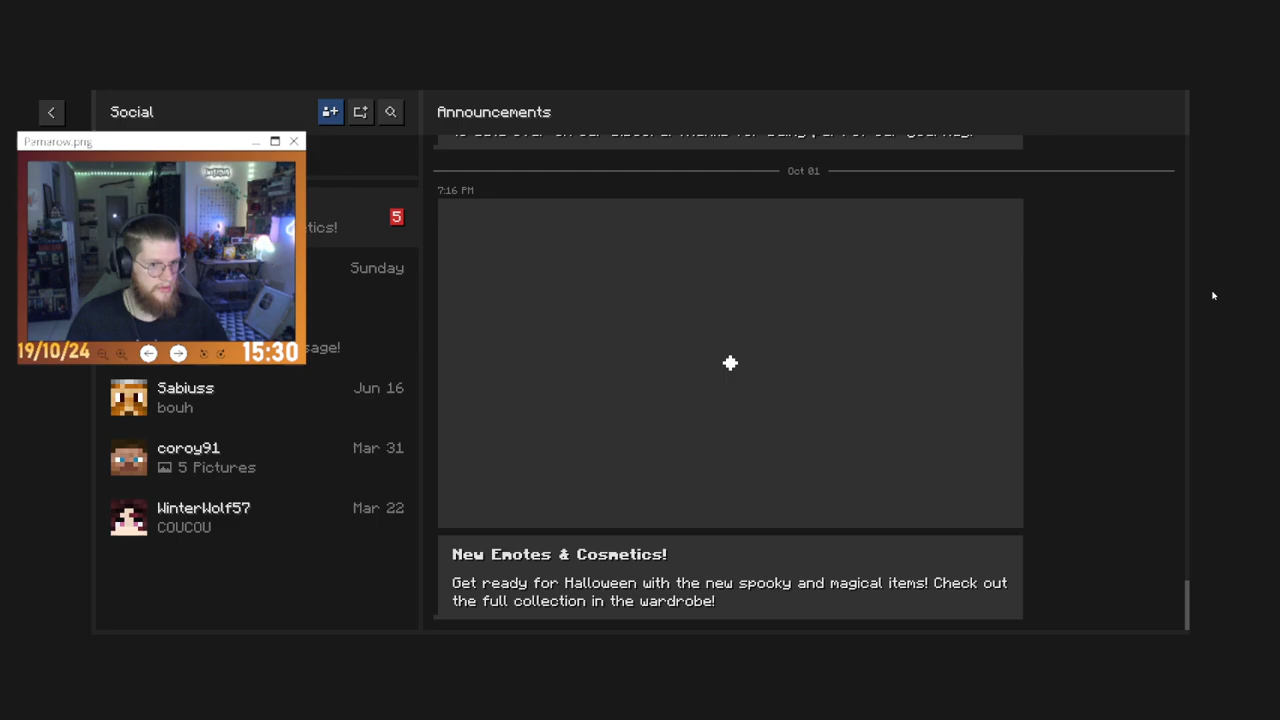 Social
Announcements
Pamarow.png
Oct 01
7:16 PM
5
tics!
Sunday
19/10/24
15:30
sage!
Sabiuss
Jun 16
bouh
coroy91
Mar 31
5 Pictures
WinterWolf57
Mar 22
COUCOU
New Emotes & Cosmetics!
Get ready for Halloween with the new spooky and magical items! Check out
the full collection in the wardrobe!